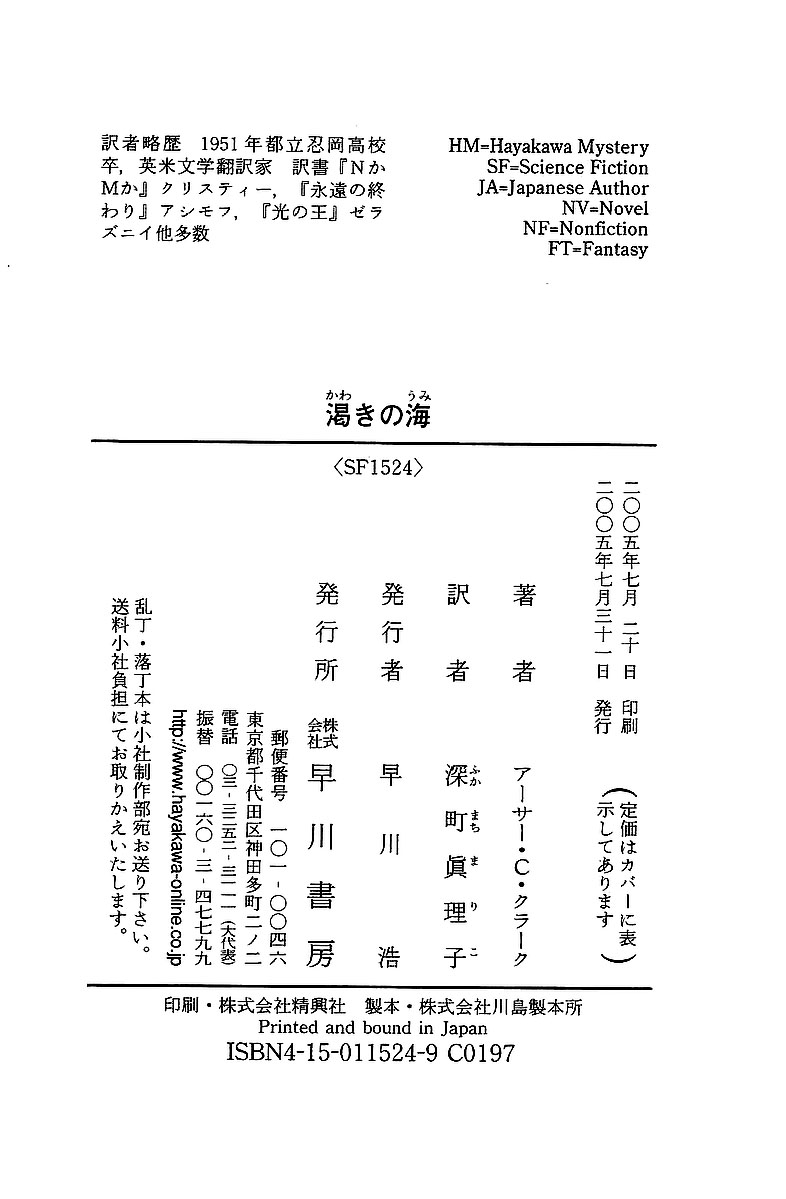 訳者略歴　1951年都立忍岡高校
卒，英米文学翻訳家　訳書『Nか
Mか』クリスティー，『永遠の終
わり』アシモフ，『光の王』ゼラ
ズニイ他多数
HM=Hayakawa Mystery
SF=Science Fiction
JA=Japanese Author
NV=Novel
NF=Nonfiction
FT=Fantasy
かわ　うみ
渇きの海
〈SF1524〉
二〇〇五年七月二十日　印刷
二〇〇五年七月三十一日　発行
（定価はカバーに表
示してあります）
著者　アーサー・C・クラーク
訳者　深町眞理子
ふかまちまりこ
発行者　早川　浩
発行所　株式会社　早川書房
郵便番号　一〇一‐〇〇四六
東京都千代田区神田多町二ノ二
電話　〇三‐三二五二‐三一一一（大代表）
振替　〇〇一六〇‐三‐四七七九九
http://www.hayakawa-online.co.jp
乱丁・落丁本は小社制作部宛お送り下さい。
送料小社負担にてお取りかえいたします。
印刷・株式会社精興社　製本・株式会社川島製本所
Printed and bound in Japan
ISBN4-15-011524-9 C0197